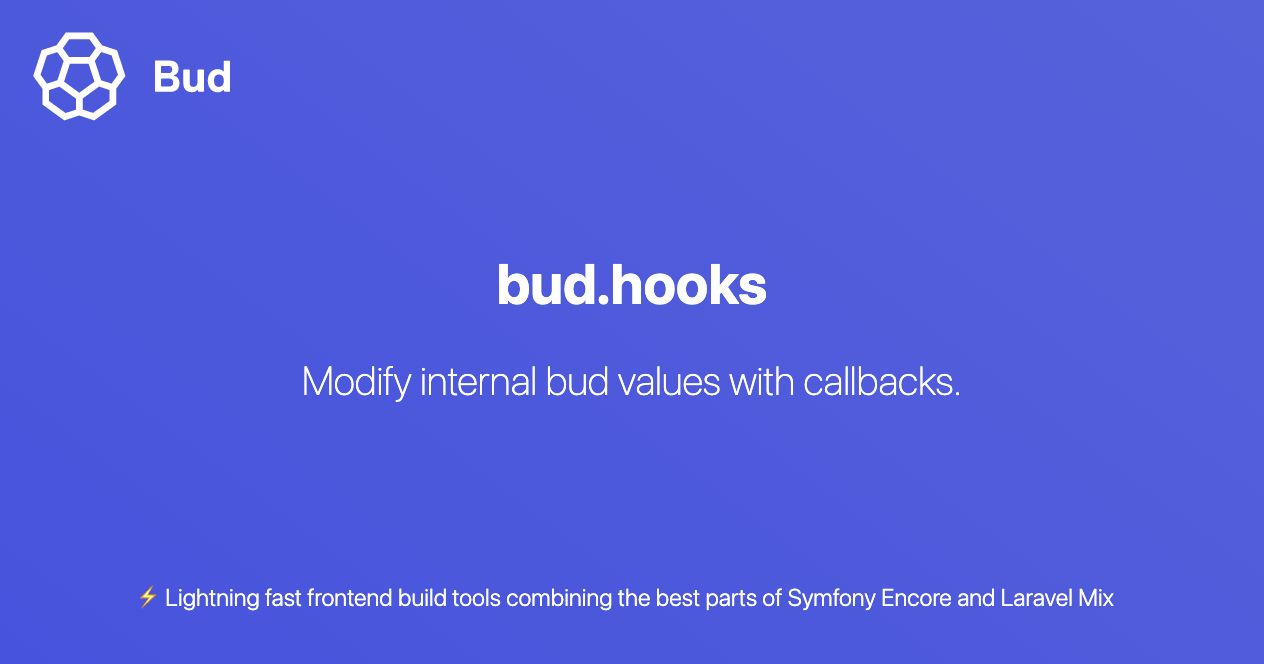 Bud
bud.hooks
Modify internal bud values with callbacks.
⚡ Lightning fast frontend build tools combining the best parts of Symfony Encore and Laravel Mix